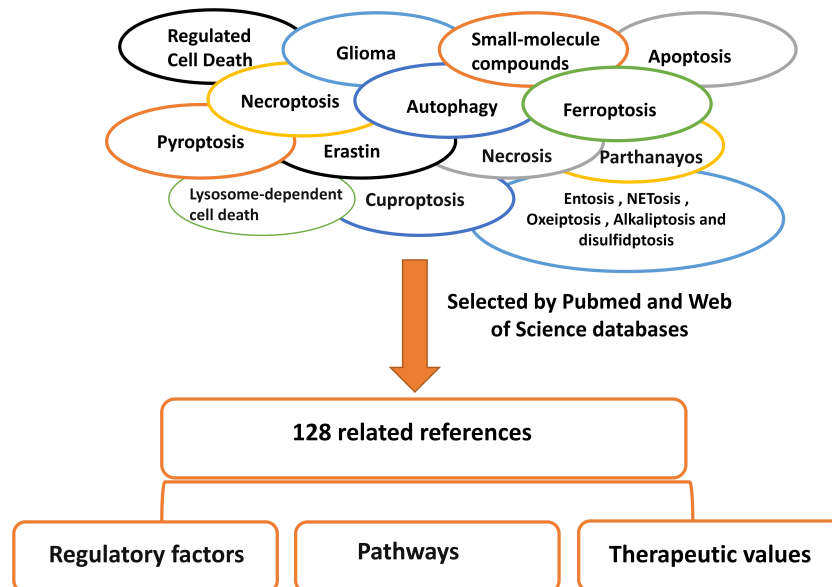 Regulated
Cell Death
Glioma
Small-molecule
compounds
Apoptosis
Necroptosis
Autophagy
Ferroptosis
Pyroptosis
Erastin
Necrosis
Parthanayos
Lysosome-dependent
cell death
Cuproptosis
Entosis , NETosis ,
Oxeiptosis , Alkaliptosis and
disulfidptosis
Selected by Pubmed and Web
of Science databases
128 related references
Regulatory factors
Pathways
Therapeutic values